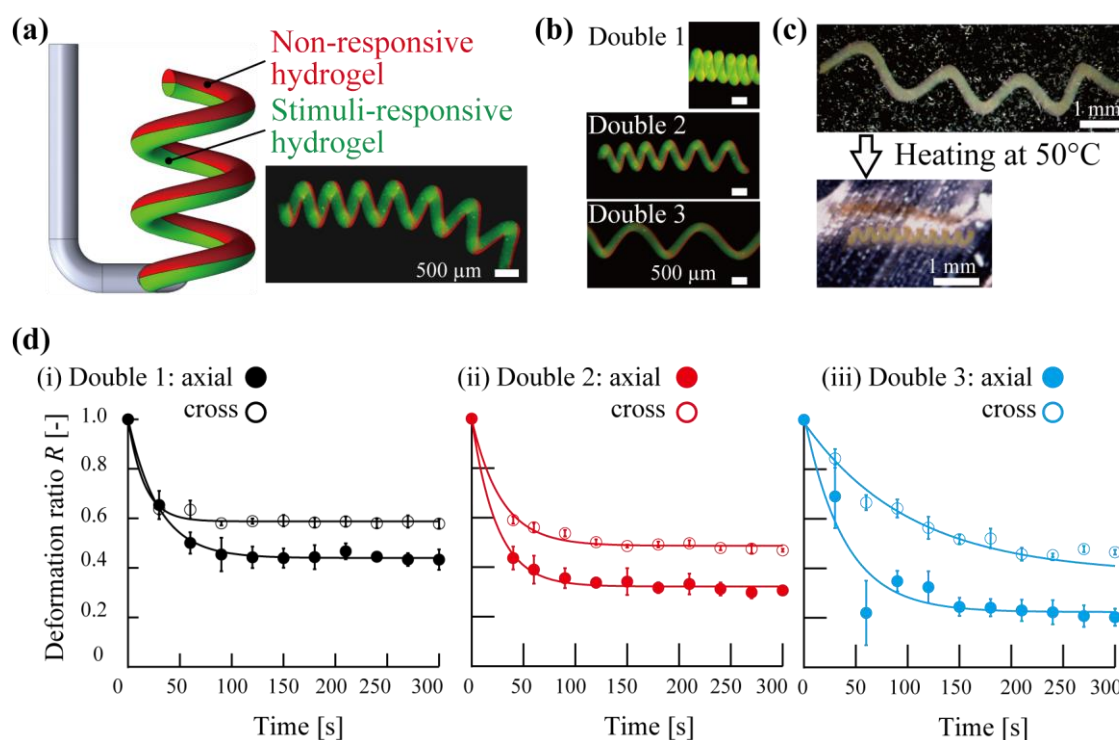 (a)
Non-responsive
hydrogel
Stimuli-responsive
hydrogel
500 µm
(b)
Double 1
Double 2
Double 3
500 µm
(c)
1 mm
Heating at 50°C
1 mm
(d)
(i) Double 1: axial
cross
(ii) Double 2: axial
cross
(iii) Double 3: axial
cross
Deformation ratio R [-]
1.0
0.8
0.6
0.4
0.2
0
0 50 100 150 200 250 300
Time [s]
0 50 100 150 200 250 300
Time [s]
0 50 100 150 200 250 300
Time [s]